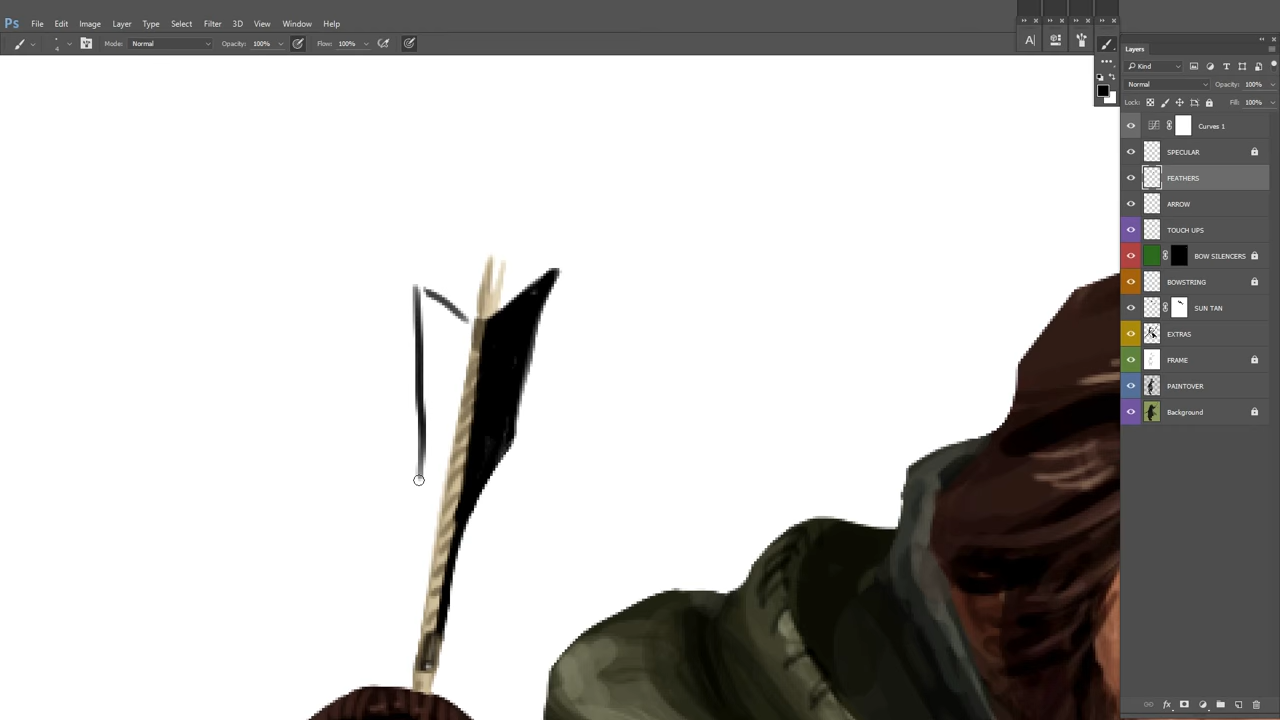 Ps File Edit Image Layer Type Select Filter 3D View Window Help
4 Mode: Normal Opacity: 100% Flow: 100%
A|
Layers
Kind
Normal Opacity: 100%
Lock: Fill: 100%
Curves 1
SPECULAR
FEATHERS
ARROW
TOUCH UPS
BOW SILENCERS
BOWSTRING
SUN TAN
EXTRAS
FRAME
PAINTOVER
Background
fx